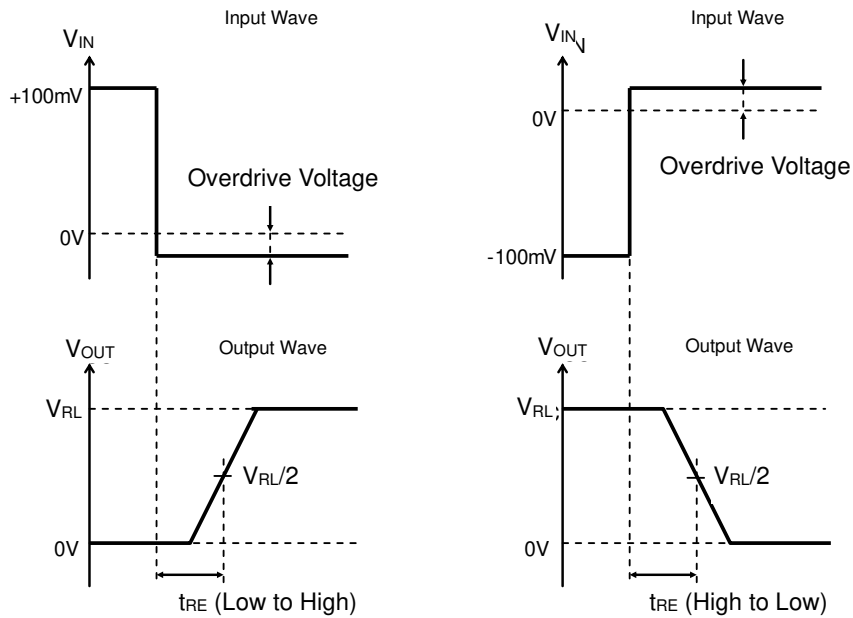 Input Wave
VIN
+100mV
Overdrive Voltage
0V
VOUT
Output Wave
VRL
VRL/2
0V
tRE (Low to High)
Input Wave
VIN
0V
Overdrive Voltage
-100mV
VOUT
Output Wave
VRL
VRL/2
0V
tRE (High to Low)